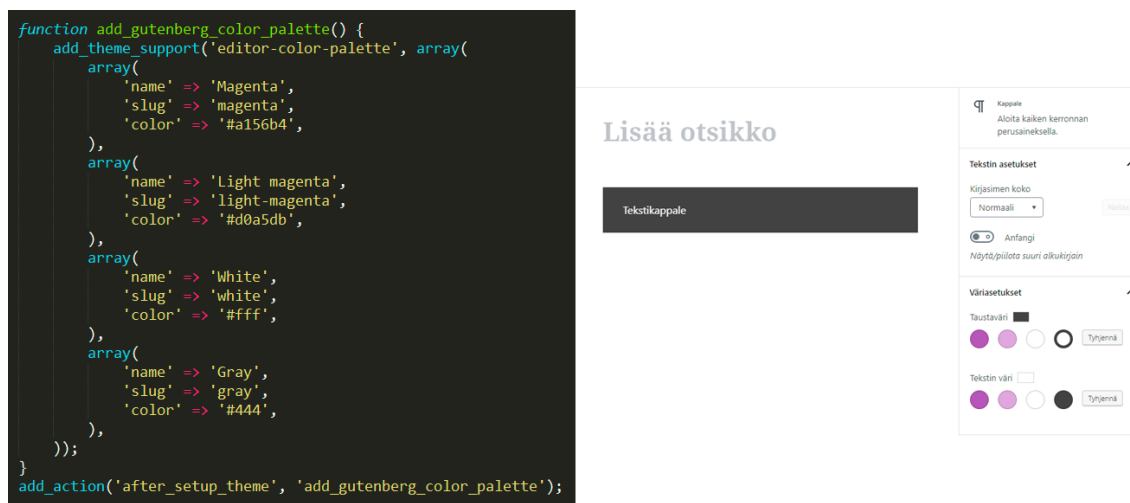 function add_gutenberg_color_palette() {
    add_theme_support('editor-color-palette', array(
        array(
            'name' => 'Magenta',
            'slug' => 'magenta',
            'color' => '#a156b4',
        ),
        array(
            'name' => 'Light magenta',
            'slug' => 'light-magenta',
            'color' => '#d0a5db',
        ),
        array(
            'name' => 'White',
            'slug' => 'white',
            'color' => '#fff',
        ),
        array(
            'name' => 'Gray',
            'slug' => 'gray',
            'color' => '#444',
        ),
    ));
}
add_action('after_setup_theme', 'add_gutenberg_color_palette');
Lisää otsikko
Tekstikappale
Kappale
Aloita kaiken kerronnan
perusaineksella.
Tekstin asetukset
Kirjasimen koko
Normaali
Anfangi
Näytä/piilota suuri alkukirjain
Väriasetukset
Taustaväri
Tyhjennä
Tekstin väri
Tyhjennä